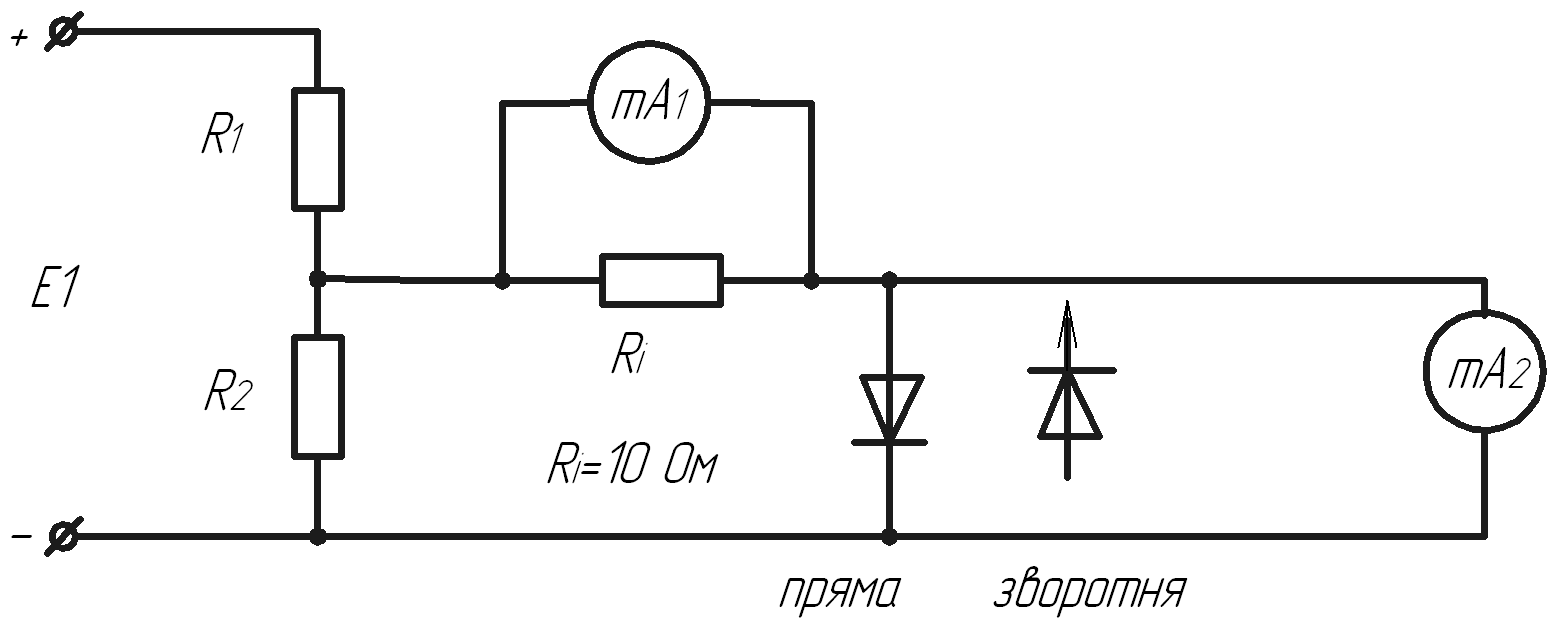 +
mA1
R1
E1
Ri
R2
mA2
Ri=10 Ом
−
пряма зворотня